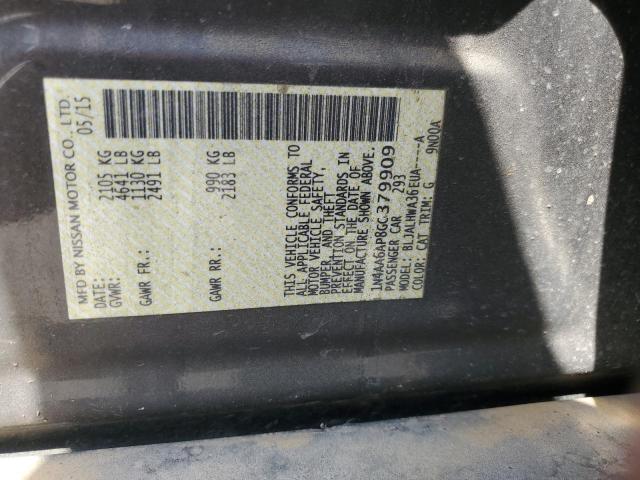 MFD BY NISSAN MOTOR CO., LTD.
DATE: 05/15
GVWR: 2105 KG
4641 LB
GAWR FR.: 1130 KG
2491 LB
GAWR RR.: 990 KG
2183 LB
THIS VEHICLE CONFORMS TO
ALL APPLICABLE FEDERAL
MOTOR VEHICLE SAFETY,
BUMPER, AND THEFT
PREVENTION STANDARDS IN
EFFECT ON THE DATE OF
MANUFACTURE SHOWN ABOVE.
1N4AA6AP8GC379909
PASSENGER CAR 293
MODEL: BLJALHWA36EUA-----A
COLOR: CAT TRIM: G 9N00A